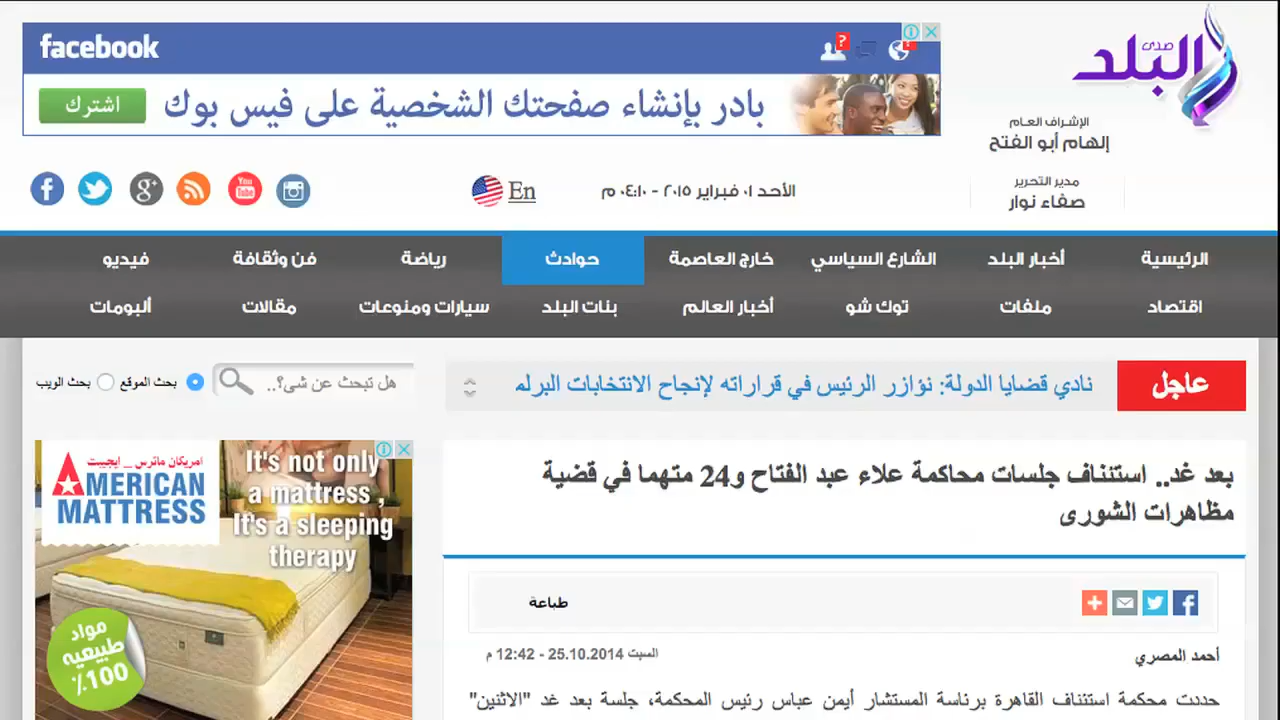 facebook
بادر بإنشاء صفحتك الشخصية على فيس بوك
اشترك
صدى
البلد
الإشراف العام
إلهام أبو الفتح
مدير التحرير
صفاء نوار
الأحد ٠١ فبراير ٢٠١٥ - ٠٤:١٠ م
En
الرئيسية أخبار البلد الشارع السياسي خارج العاصمة حوادث رياضة فن وثقافة فيديو
اقتصاد ملفات توك شو أخبار العالم بنات البلد سيارات ومنوعات مقالات ألبومات
عاجل
نادي قضايا الدولة: نؤازر الرئيس في قراراته لإنجاح الانتخابات البرلم
هل تبحث عن شى؟..
بحث الموقع بحث الويب
بعد غد.. استئناف جلسات محاكمة علاء عبد الفتاح و24 متهما في قضية
مظاهرات الشورى
طباعة
أحمد المصري
السبت 25.10.2014 - 12:42 م
حددت محكمة استئناف القاهرة برئاسة المستشار أيمن عباس رئيس المحكمة، جلسة بعد غد "الاثنين"
امريكان ماترس _ ايجيبت
AMERICAN
MATTRESS
It's not only
a mattress ,
It's a sleeping
therapy
مواد
طبيعيه
100%